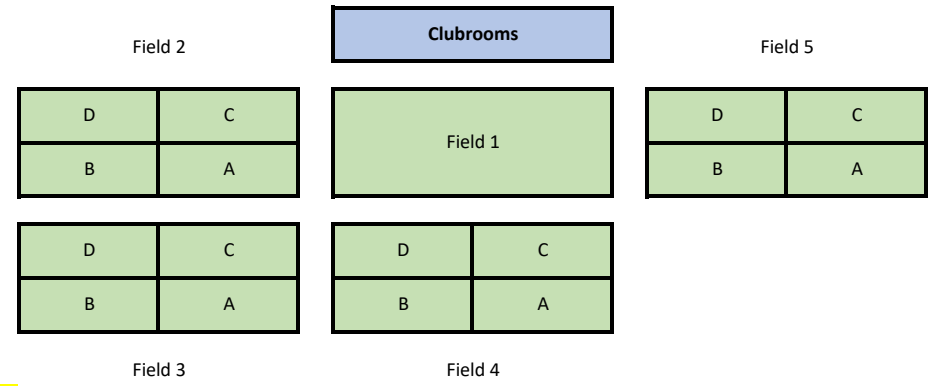 Clubrooms
Field 2
Field 5
D C
Field 1
D C
B A
B A
D C
D C
B A
B A
Field 3
Field 4